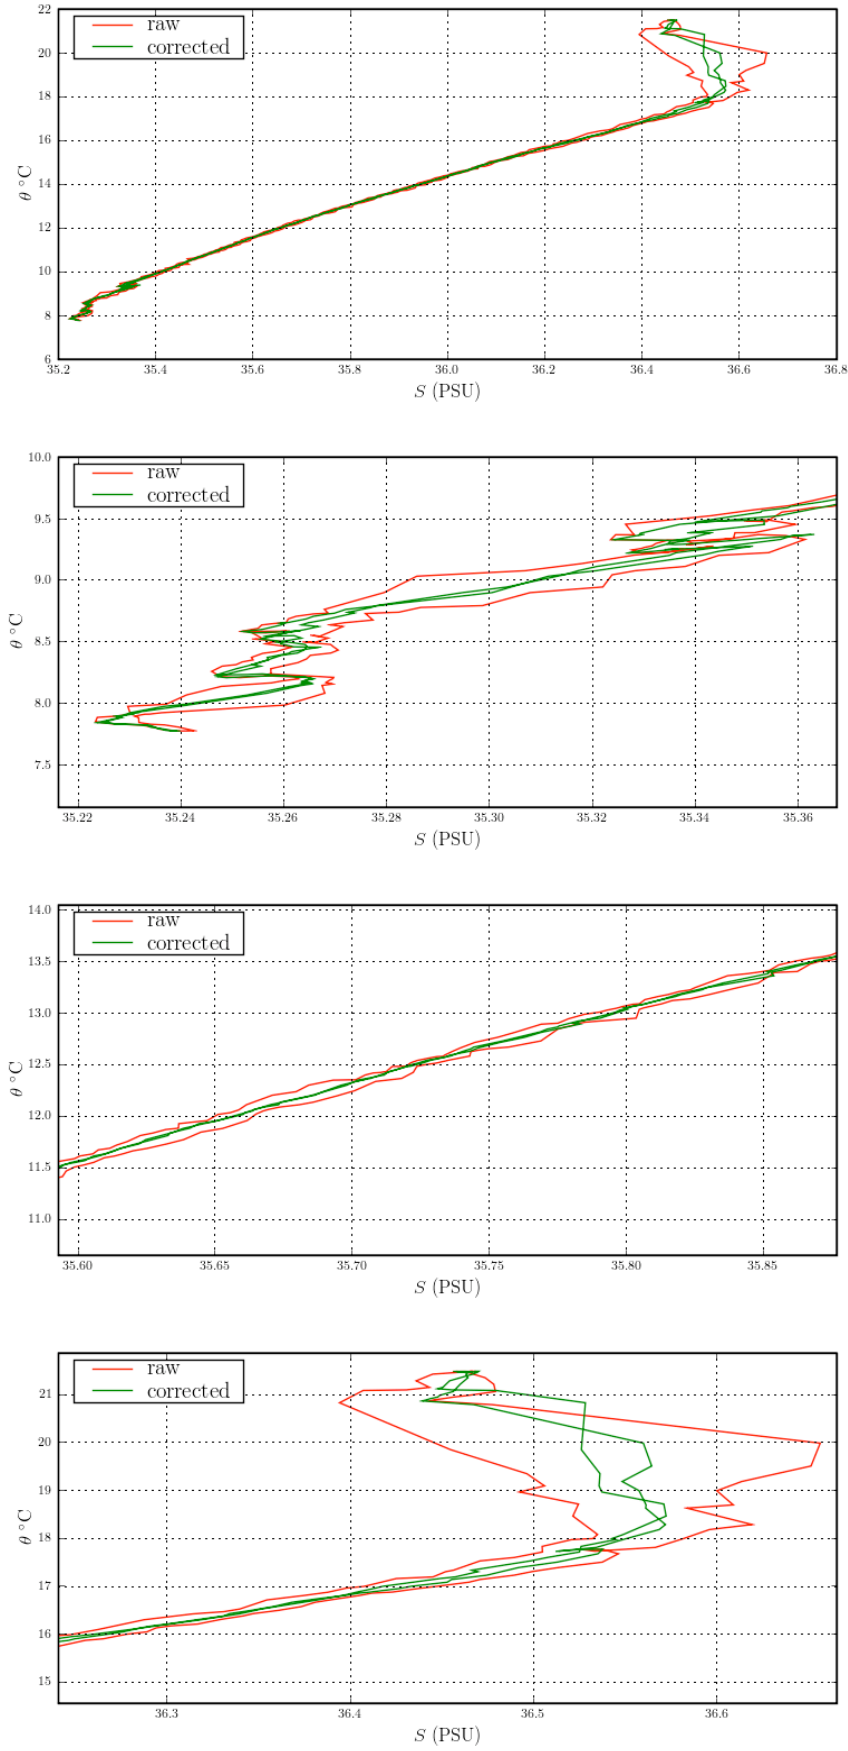 22
20
18
16
14
12
10
8
6
raw
corrected
θ °C
35.2 35.4 35.6 35.8 36.0 36.2 36.4 36.6 36.8
S (PSU)
10.0
9.5
9.0
8.5
8.0
7.5
raw
corrected
θ °C
35.22 35.24 35.26 35.28 35.30 35.32 35.34 35.36
S (PSU)
14.0
13.5
13.0
12.5
12.0
11.5
11.0
raw
corrected
θ °C
35.60 35.65 35.70 35.75 35.80 35.85
S (PSU)
21
20
19
18
17
16
15
raw
corrected
θ °C
36.3 36.4 36.5 36.6
S (PSU)